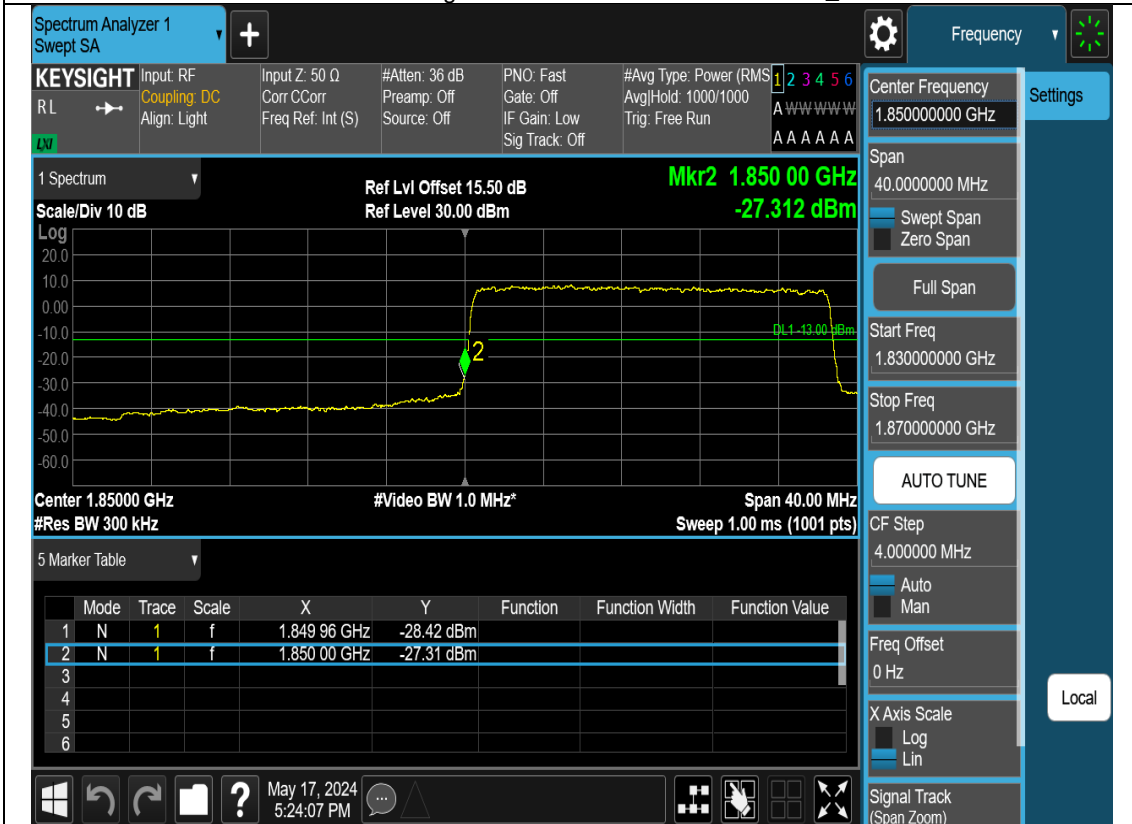 Spectrum Analyzer 1
Swept SA
+
Frequency
KEYSIGHT
RL
LXI
Input: RF
Coupling: DC
Align: Light
Input Z: 50 Ω
Corr CCorr
Freq Ref: Int (S)
#Atten: 36 dB
Preamp: Off
Source: Off
PNO: Fast
Gate: Off
IF Gain: Low
Sig Track: Off
#Avg Type: Power (RMS
Avg|Hold: 1000/1000
Trig: Free Run
1 2 3 4 5 6
A W W W W W
A A A A A A
1 Spectrum
Ref Lvl Offset 15.50 dB
Mkr2 1.850 00 GHz
Scale/Div 10 dB
Ref Level 30.00 dBm
-27.312 dBm
Log
20.0
10.0
0.00
-10.0
DL1 -13.00 dBm
2
-20.0
-30.0
-40.0
-50.0
-60.0
Center 1.85000 GHz
#Video BW 1.0 MHz*
Span 40.00 MHz
#Res BW 300 kHz
Sweep 1.00 ms (1001 pts)
5 Marker Table
Mode Trace Scale X Y Function Function Width Function Value
1 N 1 f 1.849 96 GHz -28.42 dBm
2 N 1 f 1.850 00 GHz -27.31 dBm
3
4
5
6
?
May 17, 2024
5:24:07 PM
Center Frequency
1.850000000 GHz
Settings
Span
40.0000000 MHz
Swept Span
Zero Span
Full Span
Start Freq
1.830000000 GHz
Stop Freq
1.870000000 GHz
AUTO TUNE
CF Step
4.000000 MHz
Auto
Man
Freq Offset
0 Hz
Local
X Axis Scale
Log
Lin
Signal Track
(Span Zoom)